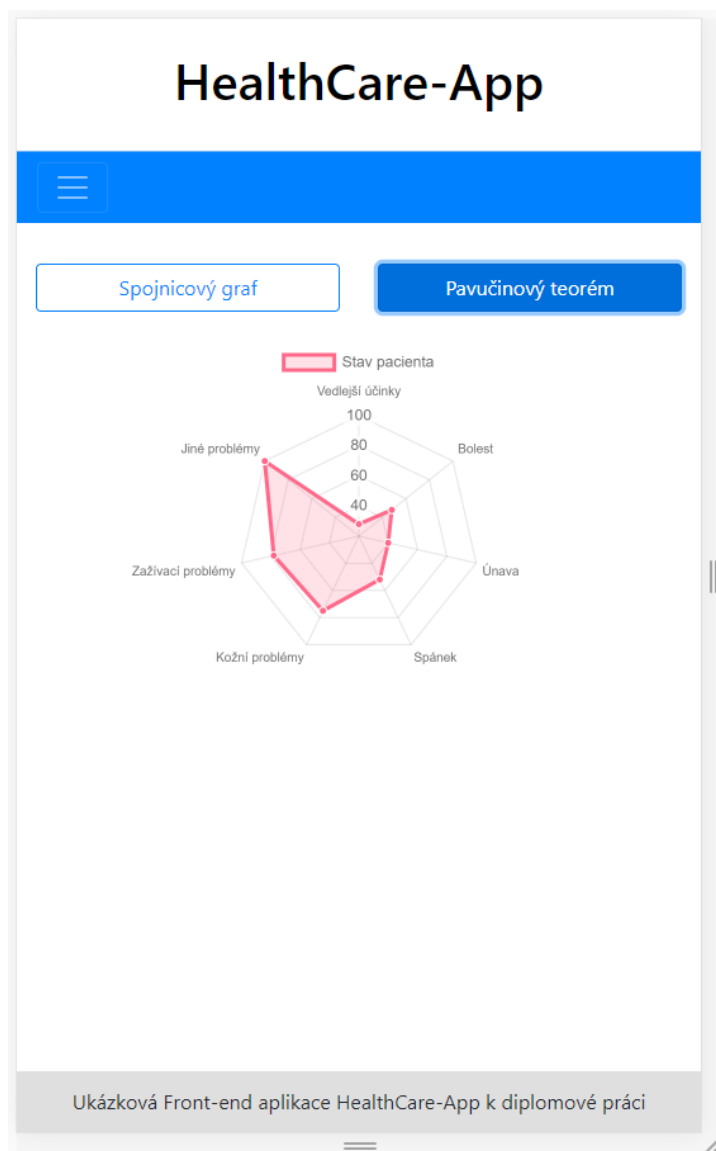 HealthCare-App
Spojnicový graf
Pavučinový teorém
Stav pacienta
Vedlejší účinky
100
Jiné problémy
80
Bolest
60
40
Zažívací problémy
Únava
Kožní problémy
Spánek
Ukázková Front-end aplikace HealthCare-App k diplomové práci